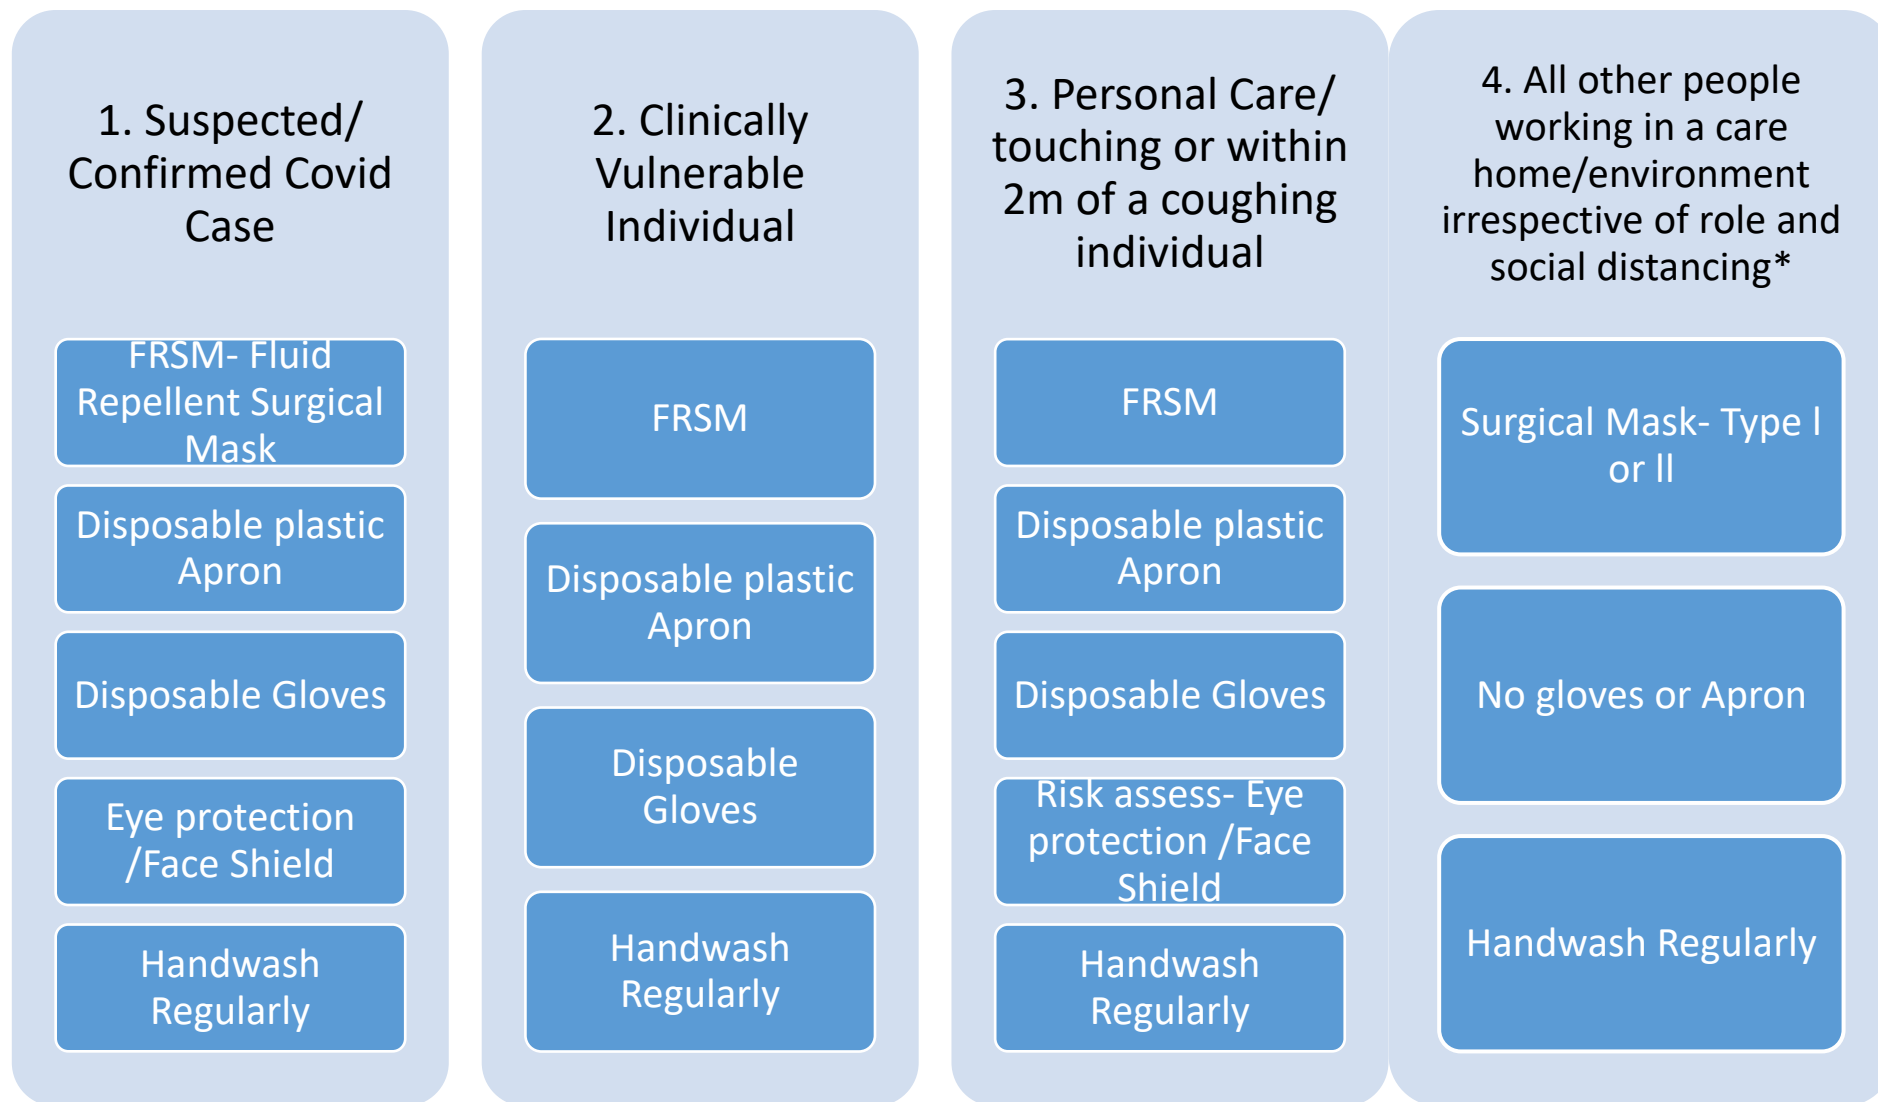 1. Suspected/
Confirmed Covid
Case
FRSM- Fluid
Repellent Surgical
Mask
Disposable plastic
Apron
Disposable Gloves
Eye protection
/Face Shield
Handwash
Regularly
2. Clinically
Vulnerable
Individual
FRSM
Disposable plastic
Apron
Disposable
Gloves
Handwash
Regularly
3. Personal Care/
touching or within
2m of a coughing
individual
FRSM
Disposable plastic
Apron
Disposable Gloves
Risk assess- Eye
protection /Face
Shield
Handwash
Regularly
4. All other people
working in a care
home/environment
irrespective of role and
social distancing*
Surgical Mask- Type l
or ll
No gloves or Apron
Handwash Regularly